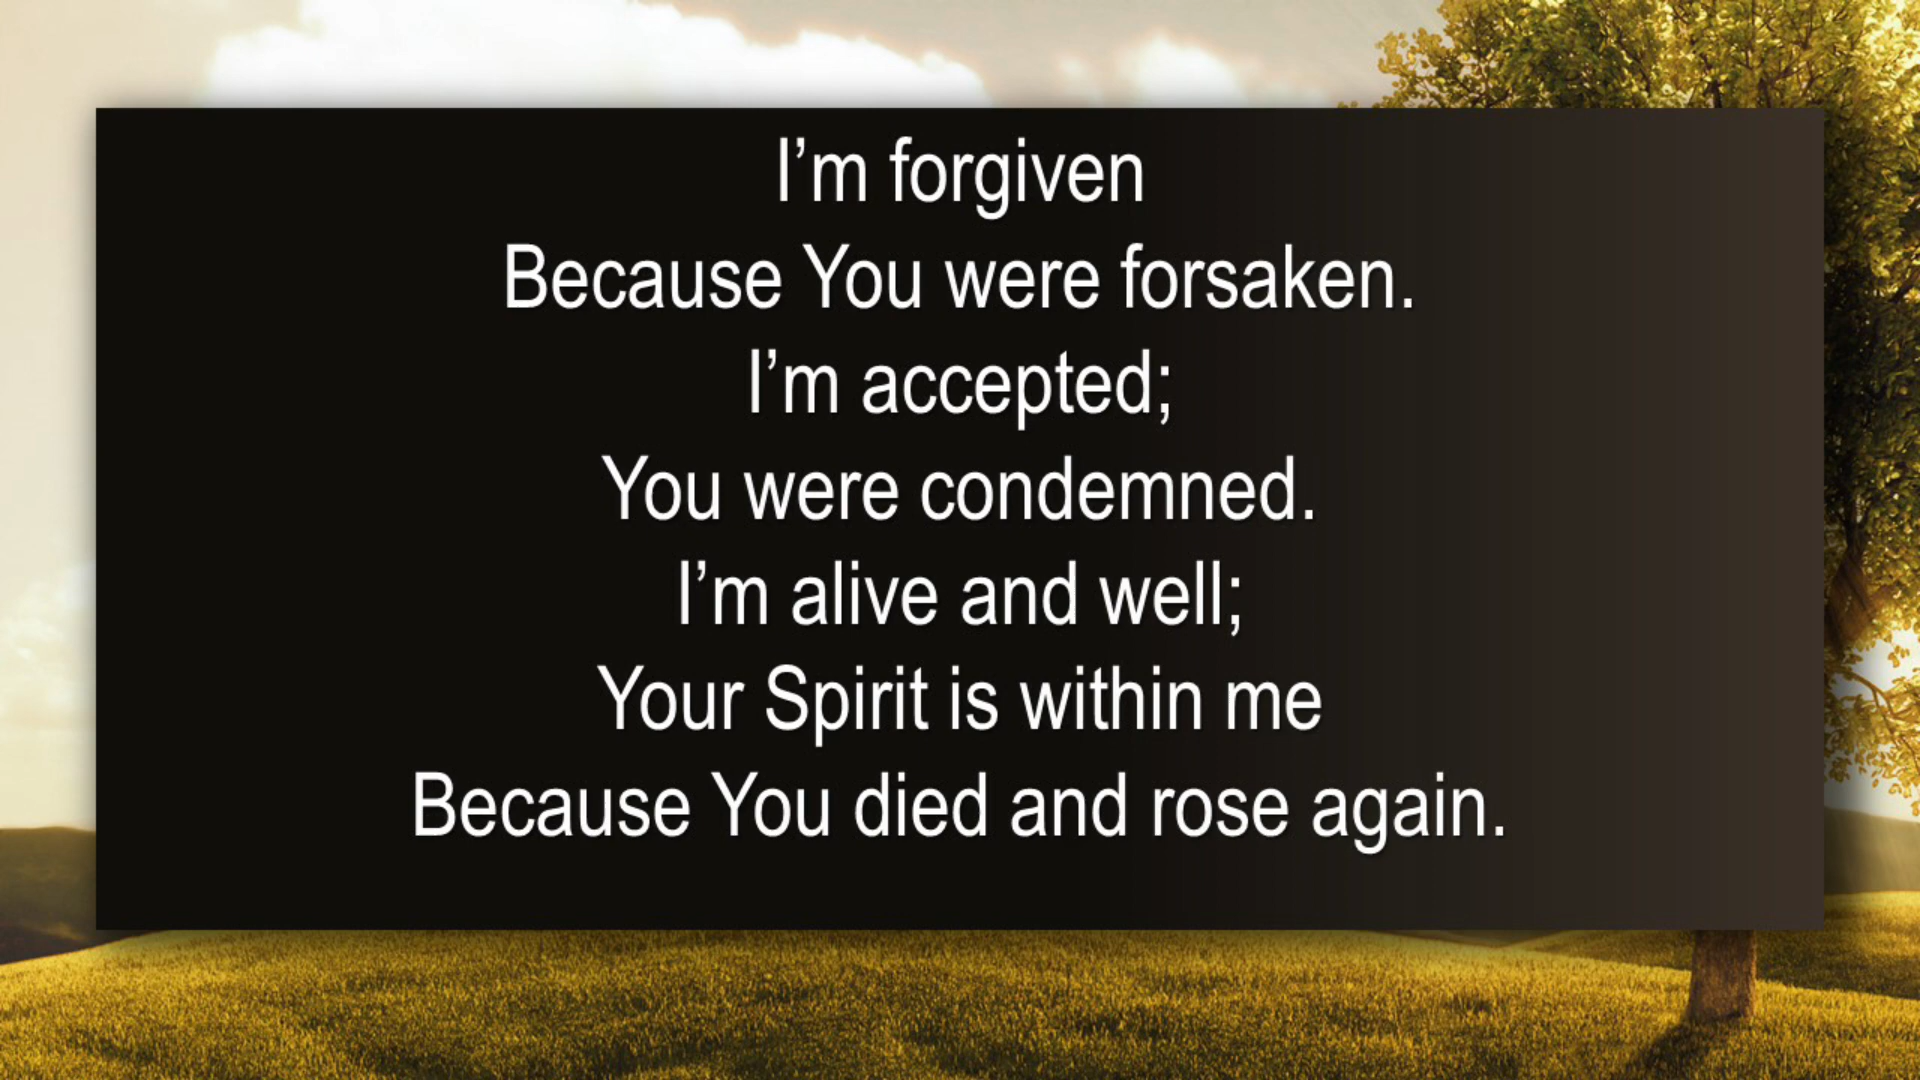 I’m forgiven
Because You were forsaken.
I’m accepted;
You were condemned.
I’m alive and well;
Your Spirit is within me
Because You died and rose again.